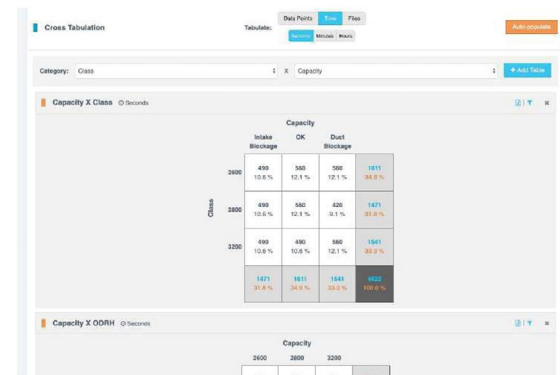 Cross Tabulation
Tabulate:
Data Points Time Files
Seconds Minutes Hours
Auto-populate
Category: Class X Capacity + Add Table
Capacity X Class Seconds
Capacity
Intake Blockage OK Duct Blockage
Class
2600 490 10.6 % 560 12.1 % 560 12.1 % 1611 34.9 %
2800 490 10.6 % 560 12.1 % 420 9.1 % 1471 31.8 %
3200 490 10.6 % 490 10.6 % 560 12.1 % 1541 33.3 %
1471 31.8 % 1611 34.9 % 1541 33.3 % 4622 100.0 %
Capacity X ODRH Seconds
Capacity
2600 2800 3200